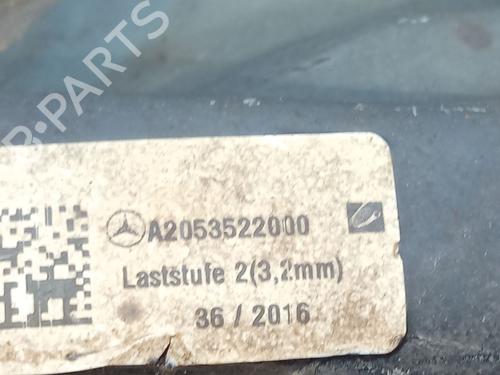 B-PARTS
A2053522000
Laststufe 2(3,2mm)
36 / 2016